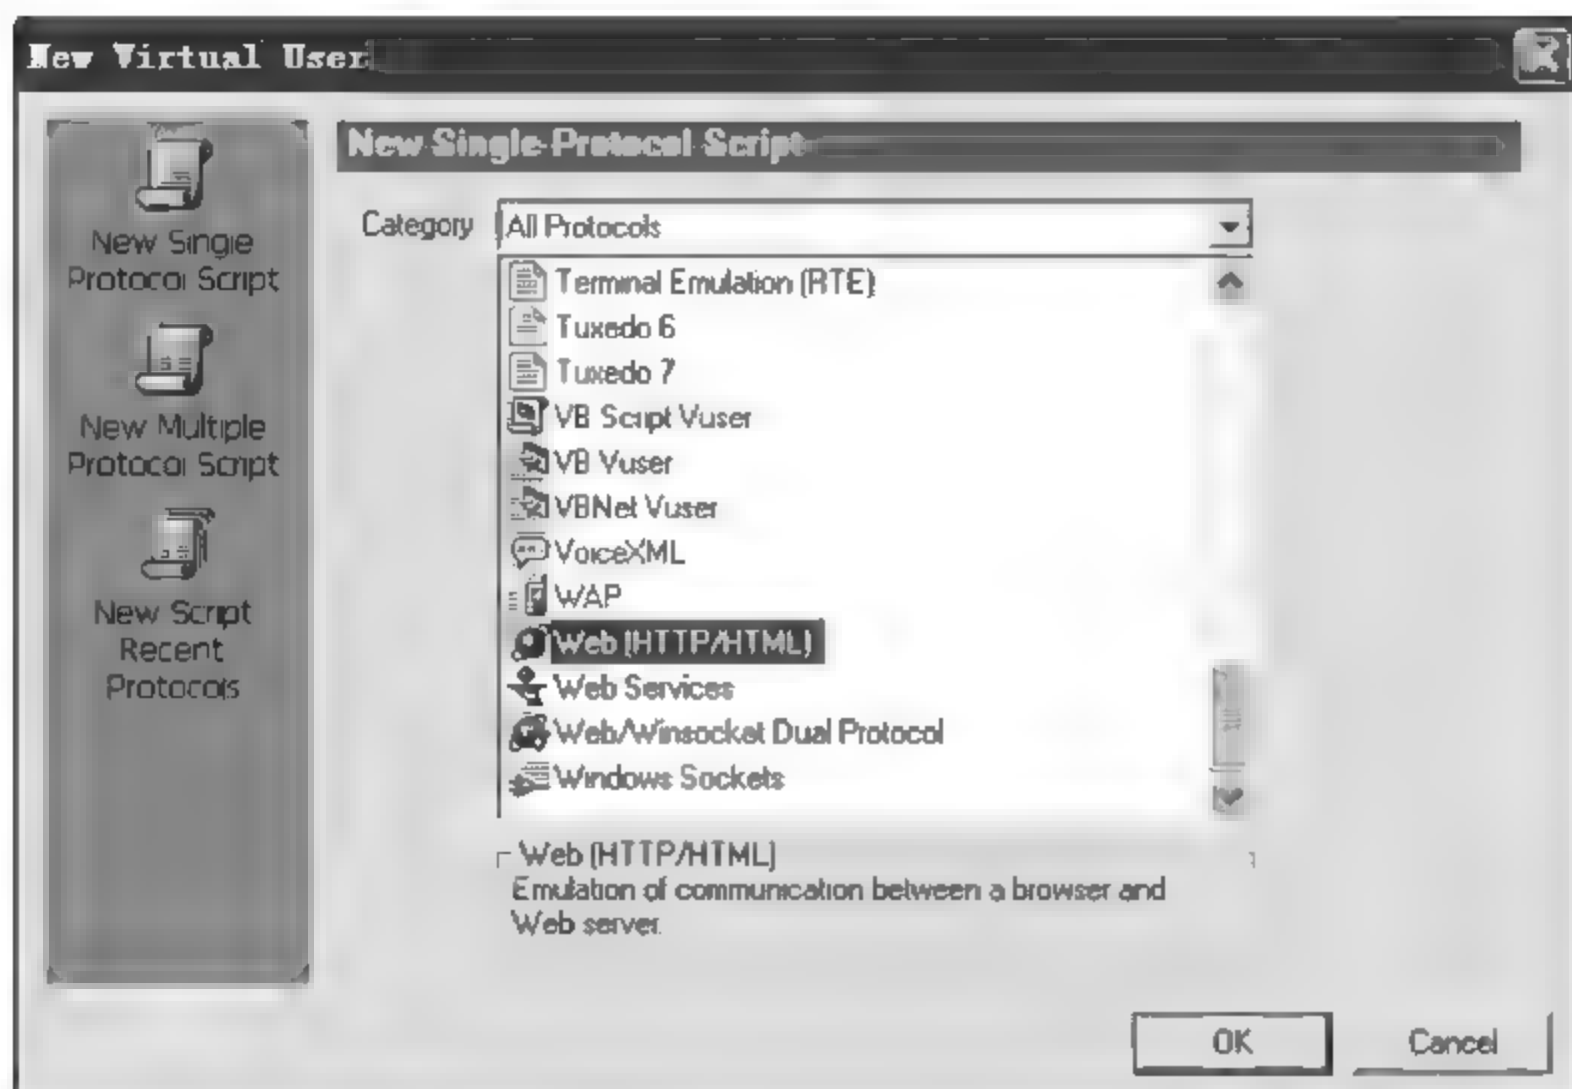 New Virtual User
New Single Protocol Script
New Single
Protocol Script
New Multiple
Protocol Script
New Script
Recent
Protocols
Category
All Protocols
Terminal Emulation (RTE)
Tuxedo 6
Tuxedo 7
VB Script Vuser
VB Vuser
VBNet Vuser
VoiceXML
WAP
Web (HTTP/HTML)
Web Services
Web/Winsocket Dual Protocol
Windows Sockets
Web (HTTP/HTML)
Emulation of communication between a browser and
Web server.
OK
Cancel